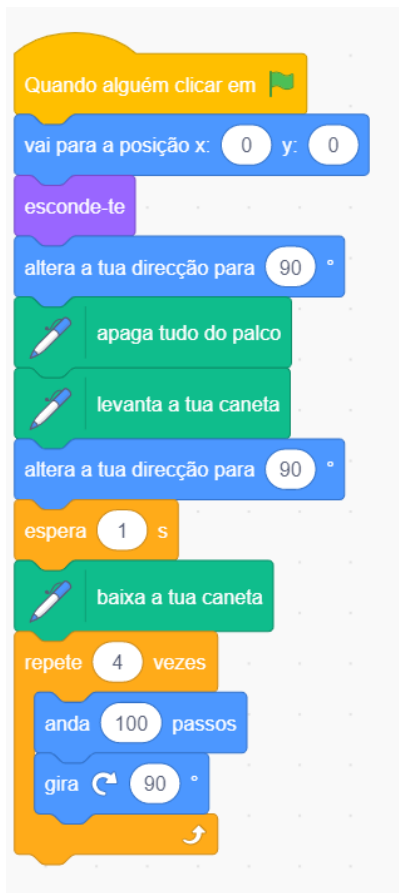 Quando alguém clicar em
vai para a posição x: 0 y: 0
esconde-te
altera a tua direcção para 90 °
apaga tudo do palco
levanta a tua caneta
altera a tua direcção para 90 °
espera 1 s
baixa a tua caneta
repete 4 vezes
anda 100 passos
gira 90 °